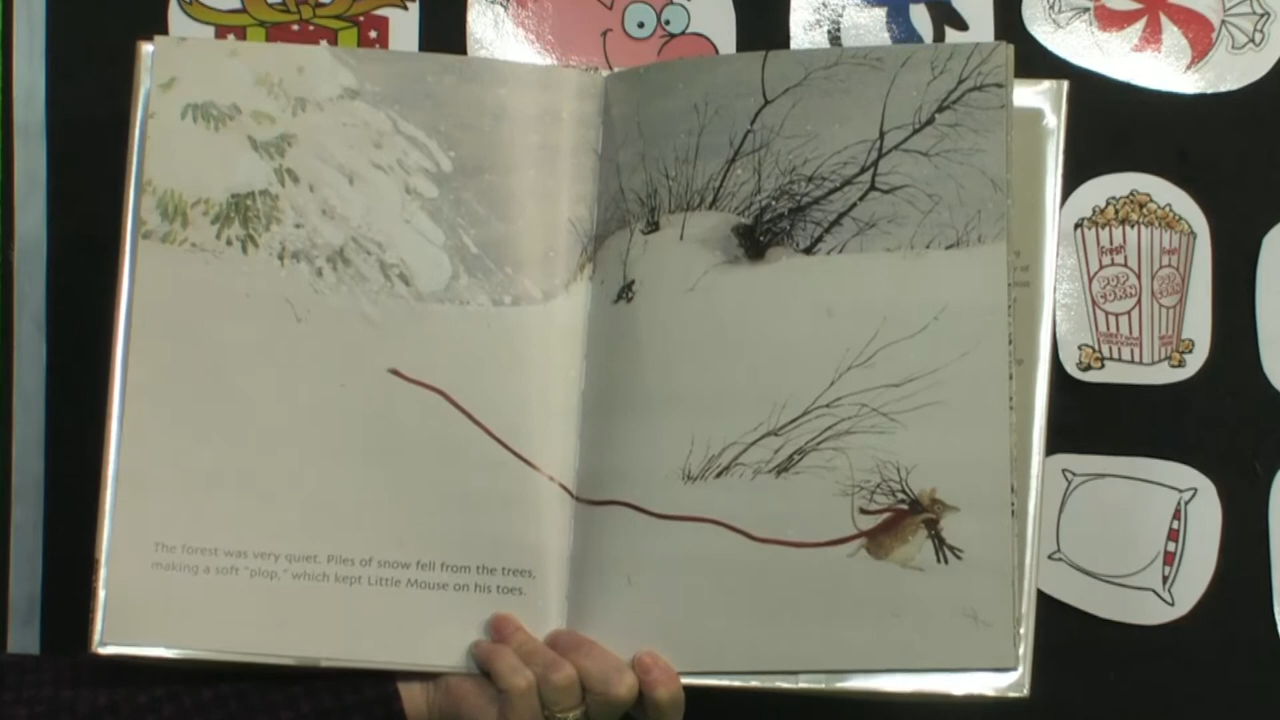 The forest was very quiet. Piles of snow fell from the trees,
making a soft "plop," which kept Little Mouse on his toes.
Fresh
Fresh
POP
CORN
POP
CORN